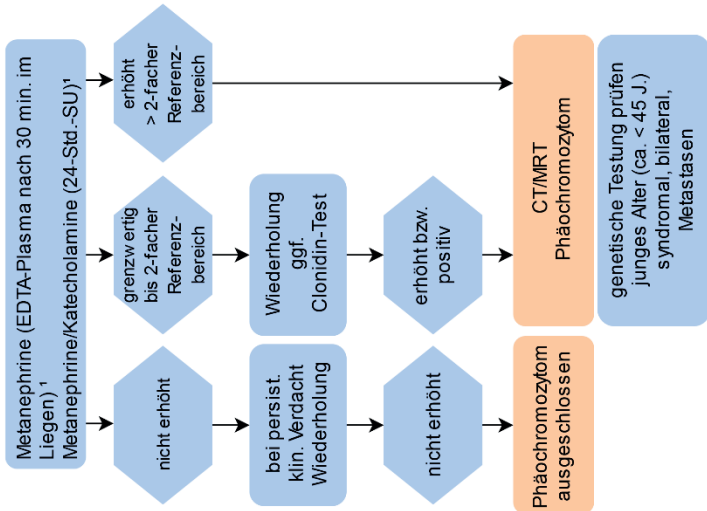 Metanephrine (EDTA-Plasma nach 30 min. im
Liegen) ¹
Metanephrine/Katecholamine (24-Std.-SU)¹
nicht erhöht
grenzwertig
bis 2-facher
Referenz-
bereich
erhöht
> 2-facher
Referenz-
bereich
bei persist.
klin. Verdacht
Wiederholung
Wiederholung
ggf.
Clonidin-Test
nicht erhöht
erhöht bzw.
positiv
Phäochromozytom
ausgeschlossen
CT/MRT
Phäochromozytom
genetische Testung prüfen
junges Alter (ca. < 45 J.)
syndromal, bilateral,
Metastasen